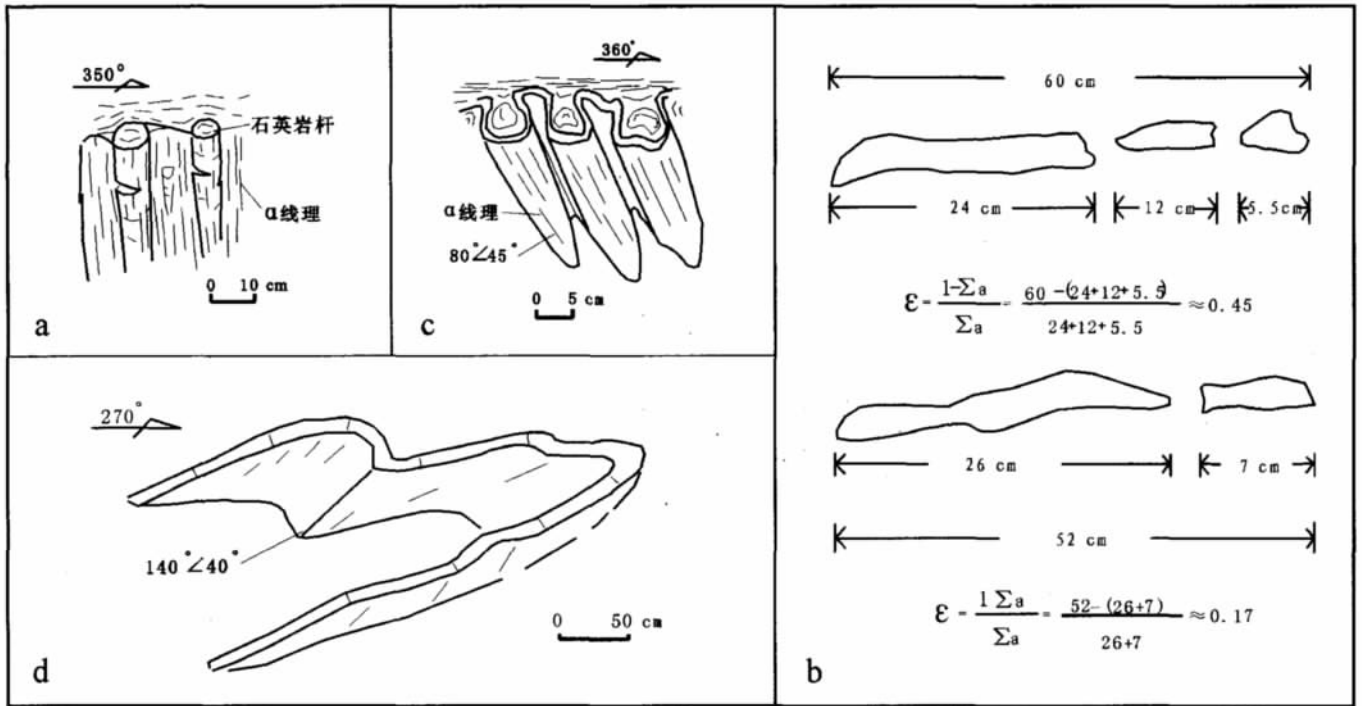 350°
石英岩杆
α线理
0 10 cm
a
360°
α线理
80°∠45°
0 5 cm
c
270°
140°∠40°
0 50 cm
d
60 cm
24 cm
12 cm
5.5cm
ε=1-Σa/Σa=60-(24+12+5.5)/24+12+5.5≈0.45
26 cm
7 cm
52 cm
ε=1Σa/Σa=52-(26+7)/26+7≈0.17
b